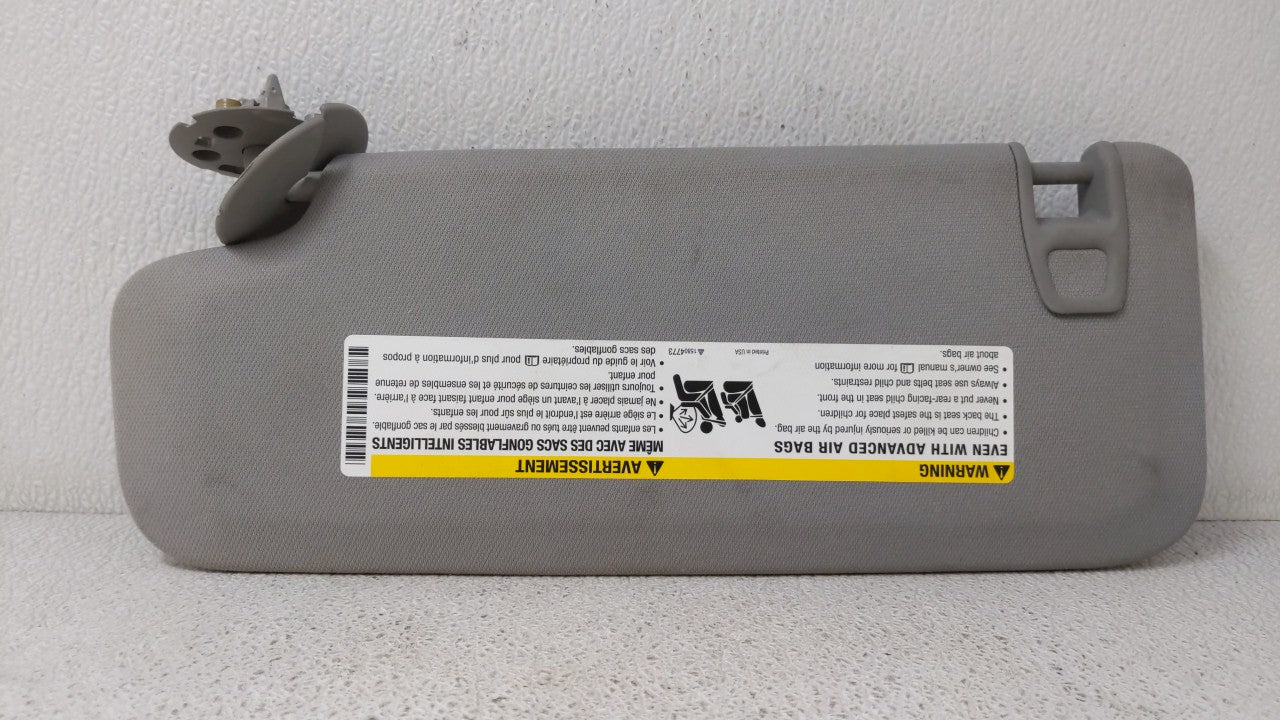 WARNING
EVEN WITH ADVANCED AIR BAGS
• Children can be killed or seriously injured by the air bag.
• The back seat is the safest place for children.
• Never put a rear-facing child seat in the front.
• Always use seat belts and child restraints.
• See owner's manual for more information
about air bags.
Printed in USA
15804773
AVERTISSEMENT
MÊME AVEC DES SACS GONFLABLES INTELLIGENTS
• Les enfants peuvent être tués ou gravement blessés par le sac gonflable.
• Le siège arrière est l'endroit le plus sûr pour les enfants.
• Ne jamais placer à l'avant un siège pour enfant faisant face à l'arrière.
• Toujours utiliser les ceintures de sécurité et les ensembles de retenue
pour enfant.
• Voir le guide du propriétaire pour plus d'information à propos
des sacs gonflables.